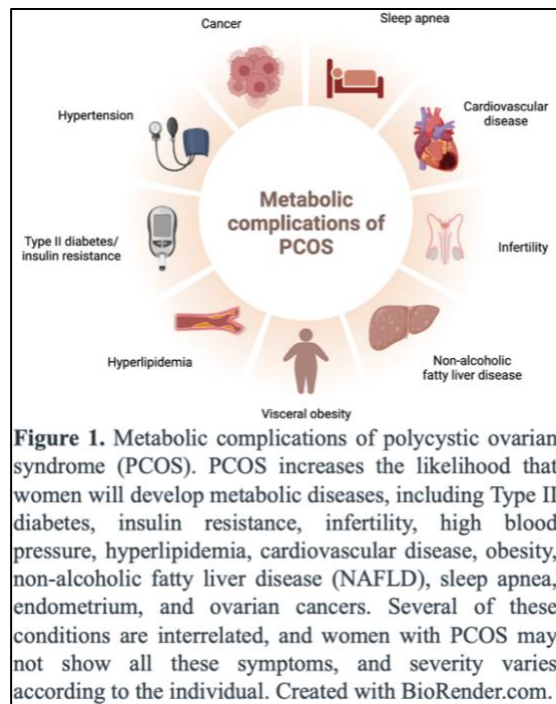 Cancer
Sleep apnea
Hypertension
Cardiovascular
disease
Metabolic
complications of
PCOS
Type II diabetes/
insulin resistance
Infertility
Hyperlipidemia
Non-alcoholic
fatty liver disease
Visceral obesity
Figure 1. Metabolic complications of polycystic ovarian
syndrome (PCOS). PCOS increases the likelihood that
women will develop metabolic diseases, including Type II
diabetes, insulin resistance, infertility, high blood
pressure, hyperlipidemia, cardiovascular disease, obesity,
non-alcoholic fatty liver disease (NAFLD), sleep apnea,
endometrium, and ovarian cancers. Several of these
conditions are interrelated, and women with PCOS may
not show all these symptoms, and severity varies
according to the individual. Created with BioRender.com.